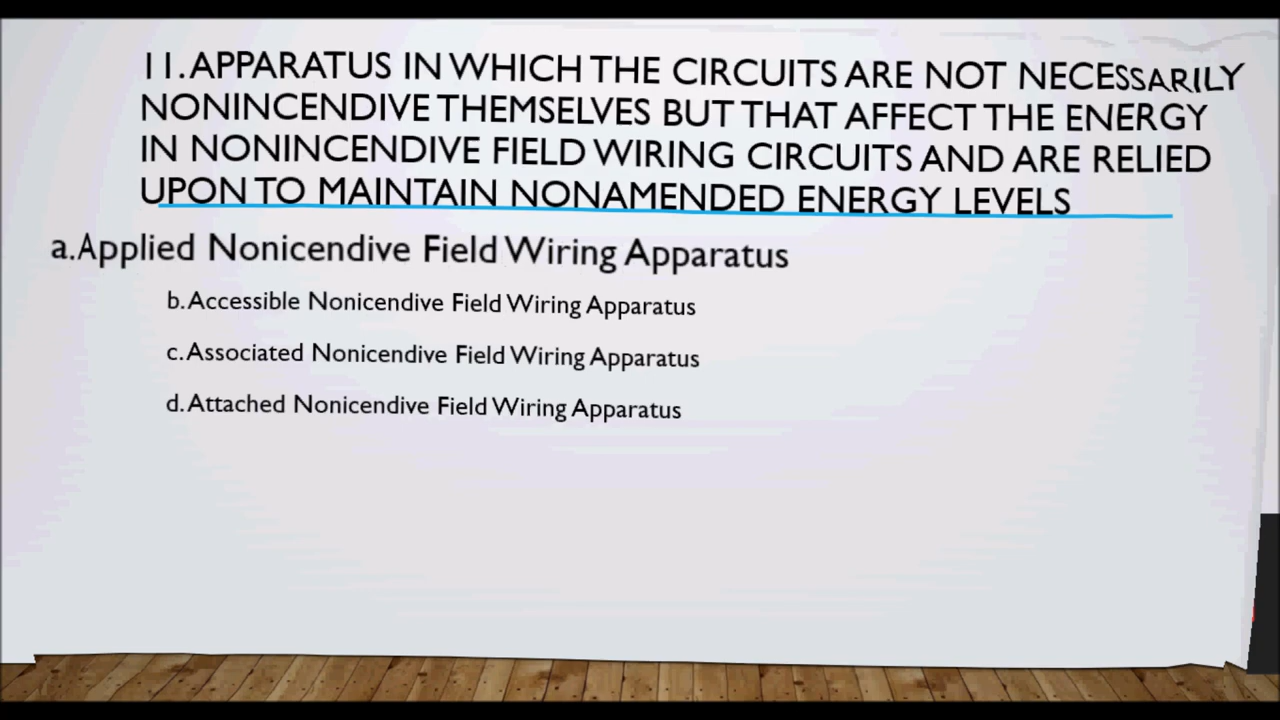 11. APPARATUS IN WHICH THE CIRCUITS ARE NOT NECESSARILY
NONINCENDIVE THEMSELVES BUT THAT AFFECT THE ENERGY
IN NONINCENDIVE FIELD WIRING CIRCUITS AND ARE RELIED
UPON TO MAINTAIN NONAMENDED ENERGY LEVELS
a. Applied Nonicendive Field Wiring Apparatus
b. Accessible Nonicendive Field Wiring Apparatus
c. Associated Nonicendive Field Wiring Apparatus
d. Attached Nonicendive Field Wiring Apparatus